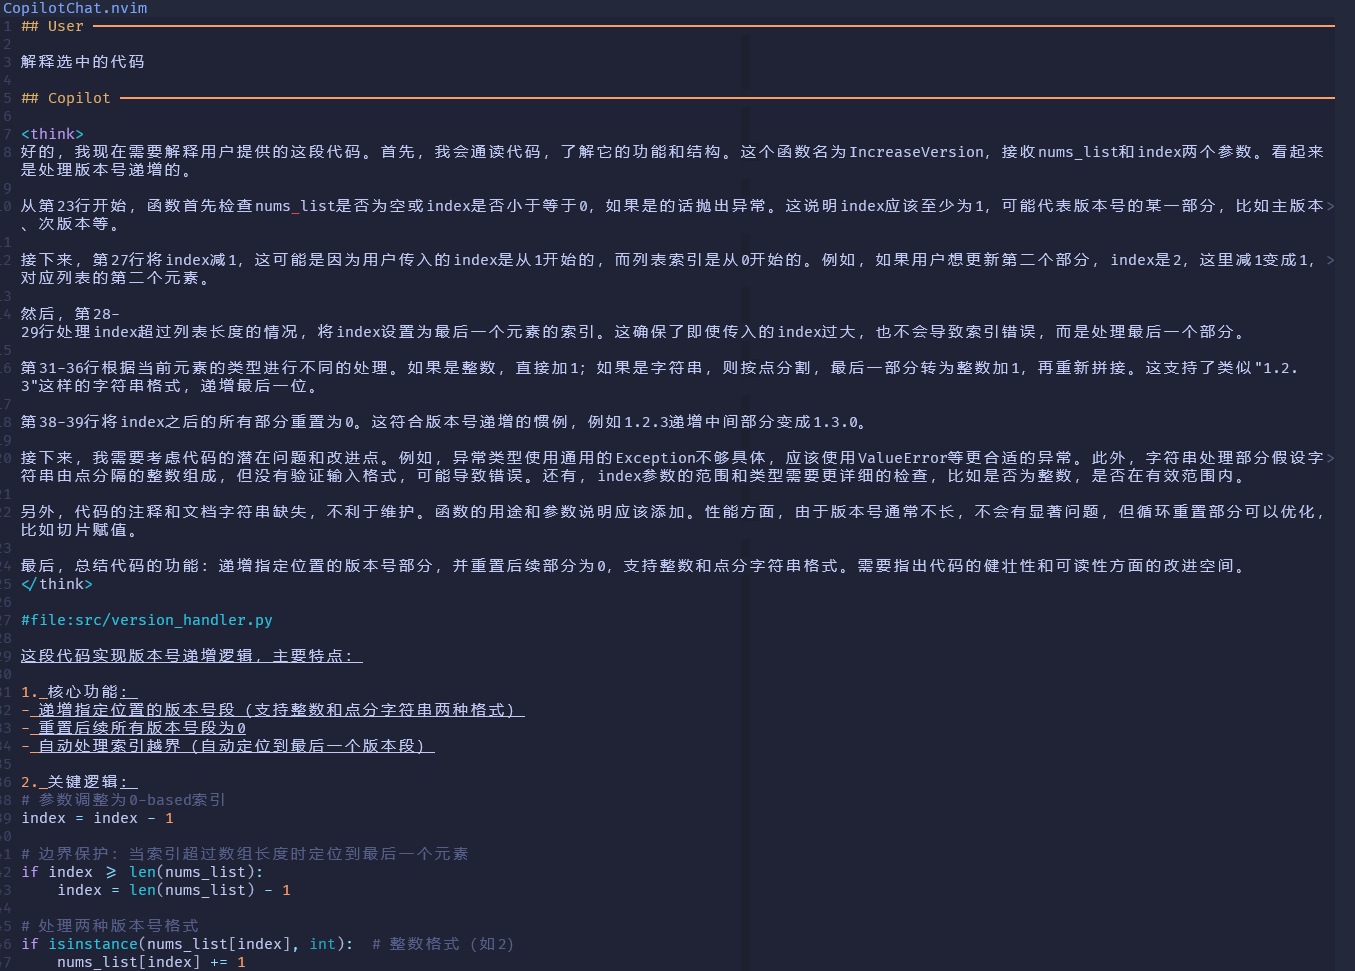 CopilotChat.nvim
1 ## User
2
3 解释选中的代码
4
5 ## Copilot
6
7 <think>
8 好的，我现在需要解释用户提供的这段代码。首先，我会通读代码，了解它的功能和结构。这个函数名为IncreaseVersion，接收nums_list和index两个参数。看起来
是处理版本号递增的。
9
10 从第23行开始，函数首先检查nums_list是否为空或index是否小于等于0，如果是的话抛出异常。这说明index应该至少为1，可能代表版本号的某一部分，比如主版本>
、次版本等。
11
12 接下来，第27行将index减1，这可能是因为用户传入的index是从1开始的，而列表索引是从0开始的。例如，如果用户想更新第二个部分，index是2，这里减1变成1，>
对应列表的第二个元素。
13
14 然后，第28-
29行处理index超过列表长度的情况，将index设置为最后一个元素的索引。这确保了即使传入的index过大，也不会导致索引错误，而是处理最后一个部分。
15
16 第31-36行根据当前元素的类型进行不同的处理。如果是整数，直接加1；如果是字符串，则按点分割，最后一部分转为整数加1，再重新拼接。这支持了类似"1.2.
3"这样的字符串格式，递增最后一位。
17
18 第38-39行将index之后的所有部分重置为0。这符合版本号递增的惯例，例如1.2.3递增中间部分变成1.3.0。
19
20 接下来，我需要考虑代码的潜在问题和改进点。例如，异常类型使用通用的Exception不够具体，应该使用ValueError等更合适的异常。此外，字符串处理部分假设字>
符串由点分隔的整数组成，但没有验证输入格式，可能导致错误。还有，index参数的范围和类型需要更详细的检查，比如是否为整数，是否在有效范围内。
21
22 另外，代码的注释和文档字符串缺失，不利于维护。函数的用途和参数说明应该添加。性能方面，由于版本号通常不长，不会有显著问题，但循环重置部分可以优化，
比如切片赋值。
23
24 最后，总结代码的功能：递增指定位置的版本号部分，并重置后续部分为0，支持整数和点分字符串格式。需要指出代码的健壮性和可读性方面的改进空间。
25 </think>
26
27 #file:src/version_handler.py
28
29 这段代码实现版本号递增逻辑，主要特点：
30
31 1. 核心功能：
32 - 递增指定位置的版本号段（支持整数和点分字符串两种格式）
33 - 重置后续所有版本号段为0
34 - 自动处理索引越界（自动定位到最后一个版本段）
35
36 2. 关键逻辑：
38 # 参数调整为0-based索引
39 index = index - 1
40
41 # 边界保护：当索引超过数组长度时定位到最后一个元素
42 if index >= len(nums_list):
43     index = len(nums_list) - 1
44
45 # 处理两种版本号格式
46 if isinstance(nums_list[index], int):  # 整数格式（如2）
47     nums_list[index] += 1